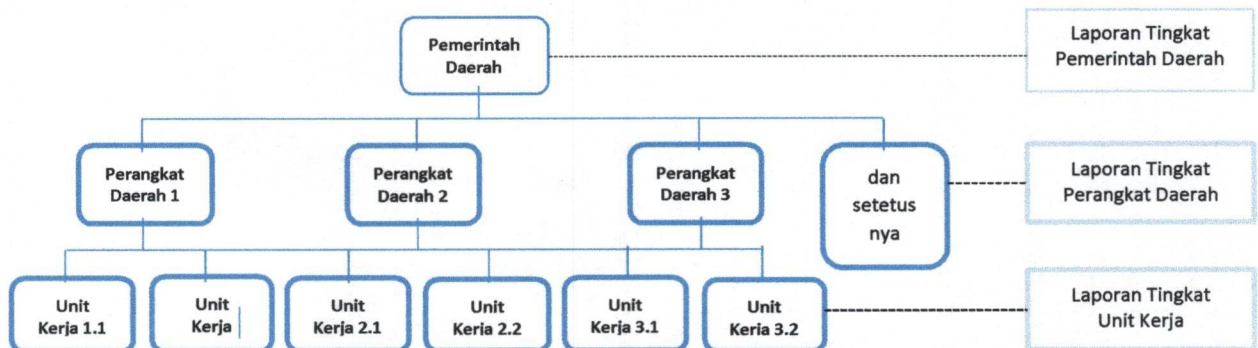 Pemerintah
Daerah
Laporan Tingkat
Pemerintah Daerah
Perangkat
Daerah 1
Perangkat
Daerah 2
Perangkat
Daerah 3
dan
setetus
nya
Laporan Tingkat
Perangkat Daerah
Unit
Kerja 1.1
Unit
Kerja
Unit
Kerja 2.1
Unit
Keria 2.2
Unit
Kerja 3.1
Unit
Keria 3.2
Laporan Tingkat
Unit Kerja